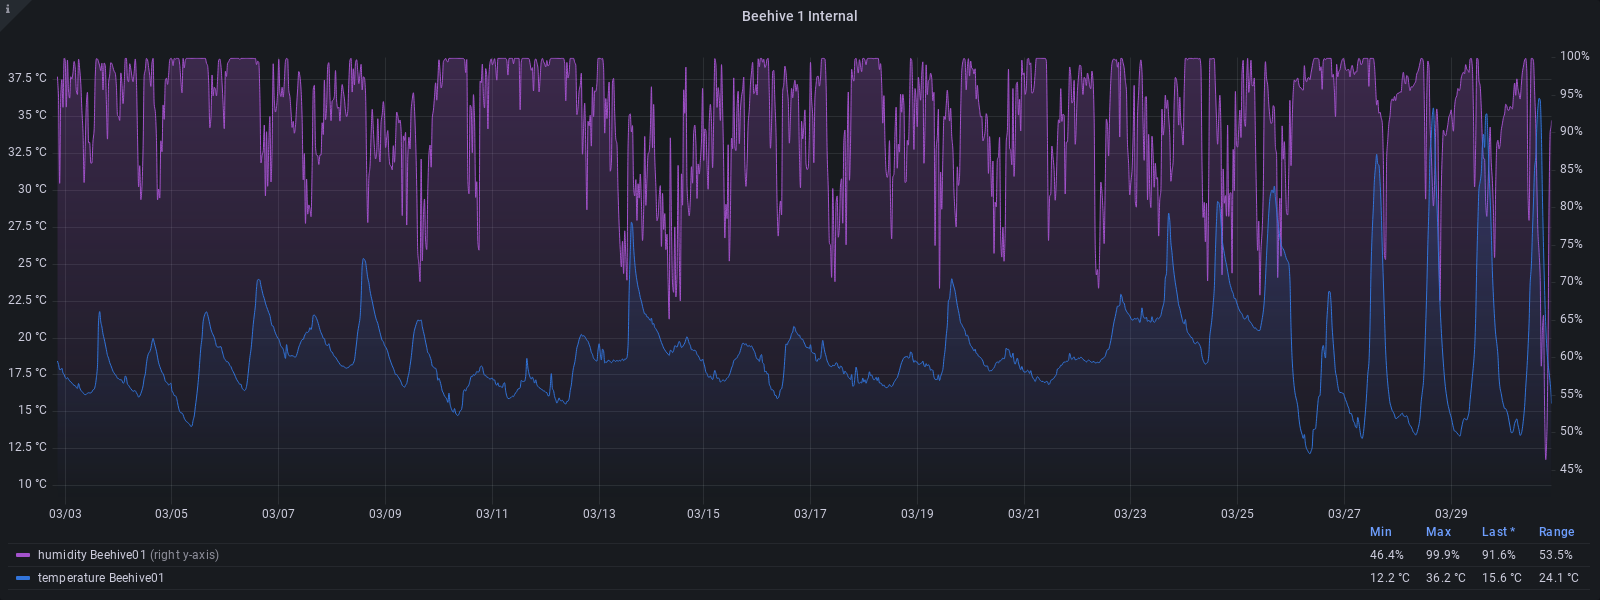 i
Beehive 1 Internal
37.5 °C
35 °C
32.5 °C
30 °C
27.5 °C
25 °C
22.5 °C
20 °C
17.5 °C
15 °C
12.5 °C
10 °C
100%
95%
90%
85%
80%
75%
70%
65%
60%
55%
50%
45%
03/03 03/05 03/07 03/09 03/11 03/13 03/15 03/17 03/19 03/21 03/23 03/25 03/27 03/29
Min Max Last * Range
humidity Beehive01 (right y-axis) 46.4% 99.9% 91.6% 53.5%
temperature Beehive01 12.2 °C 36.2 °C 15.6 °C 24.1 °C